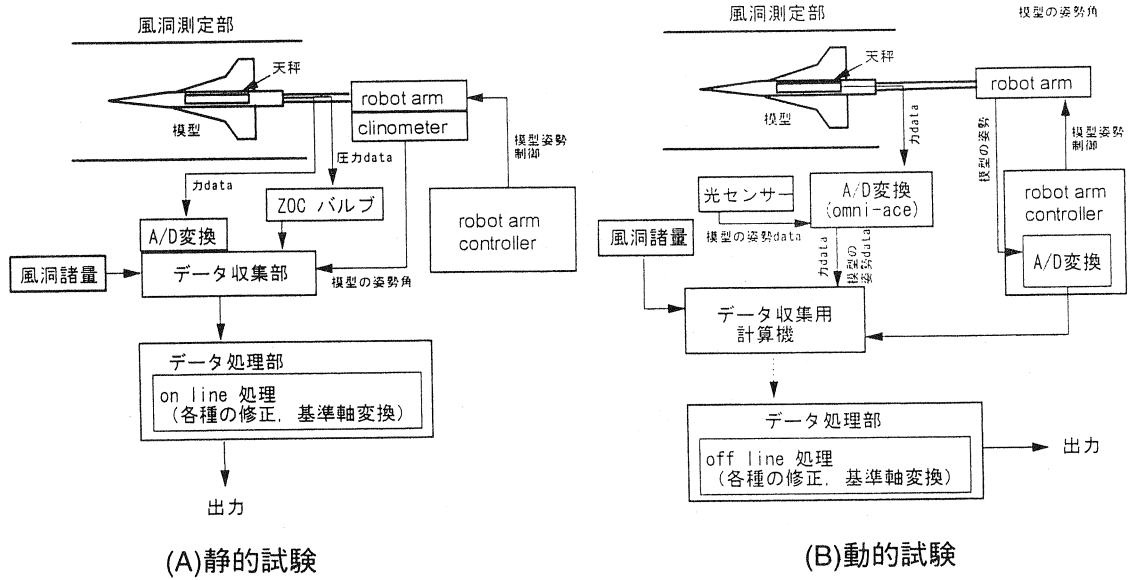 風洞測定部
天秤
robot arm
clinometer
模型
模型姿勢
制御
圧力data
力data
ZOC バルブ
robot arm
controller
A/D変換
風洞諸量
データ収集部
模型の姿勢角
データ処理部
on line 処理
(各種の修正, 基準軸変換)
出力
(A)静的試験
風洞測定部
模型の姿勢角
天秤
robot arm
模型
力data
模型の姿勢
模型姿勢
制御
光センサー
A/D変換
(omni-ace)
robot arm
controller
模型の姿勢data
風洞諸量
力data
模型の
姿勢data
A/D変換
データ収集用
計算機
データ処理部
off line 処理
(各種の修正, 基準軸変換)
出力
(B)動的試験